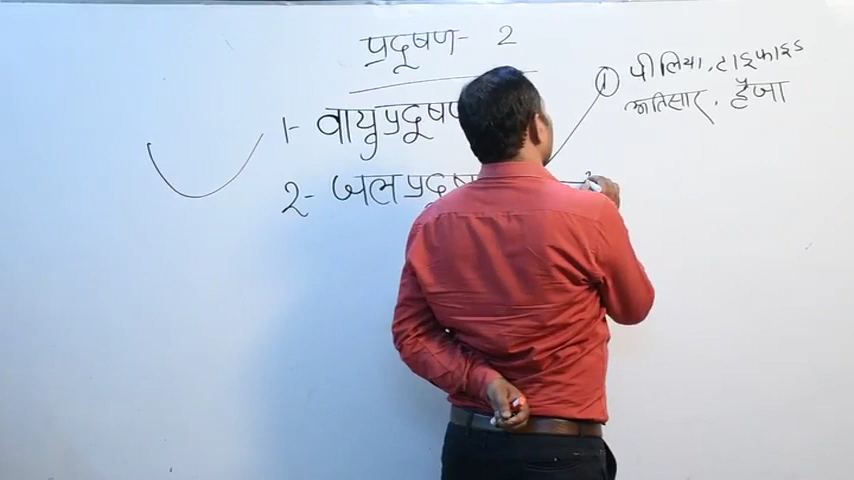 प्रदूषण- 2
1- वायुप्रदूषण
2- जलप्रदूष
1 पीलिया, टाइफाइड
अतिसार, हैजा